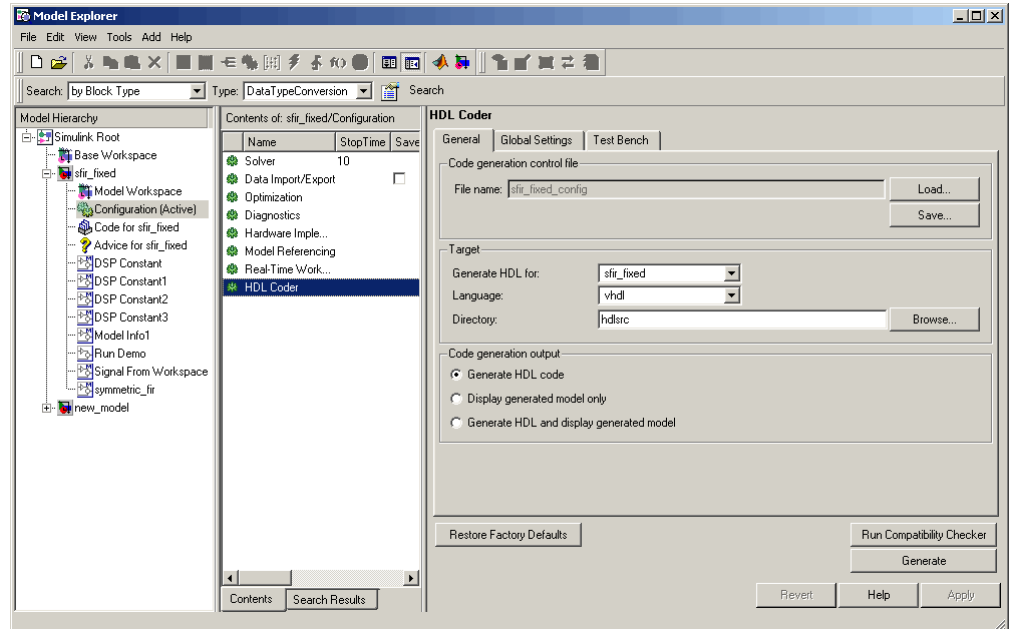 Model Explorer
File Edit View Tools Add Help
Search: by Block Type Type: DataTypeConversion Search
Model Hierarchy
Simulink Root
Base Workspace
sfir_fixed
Model Workspace
Configuration (Active)
Code for sfir_fixed
Advice for sfir_fixed
DSP Constant
DSP Constant1
DSP Constant2
DSP Constant3
Model Info1
Run Demo
Signal From Workspace
symmetric_fir
new_model
Contents of: sfir_fixed/Configuration
Name StopTime Save
Solver 10
Data Import/Export
Optimization
Diagnostics
Hardware Imple...
Model Referencing
Real-Time Work...
HDL Coder
Contents Search Results
HDL Coder
General Global Settings Test Bench
Code generation control file
File name: sfir_fixed_config Load...
Save...
Target
Generate HDL for: sfir_fixed
Language: vhdl
Directory: hdlsrc Browse...
Code generation output
Generate HDL code
Display generated model only
Generate HDL and display generated model
Restore Factory Defaults Run Compatibility Checker
Generate
Revert Help Apply